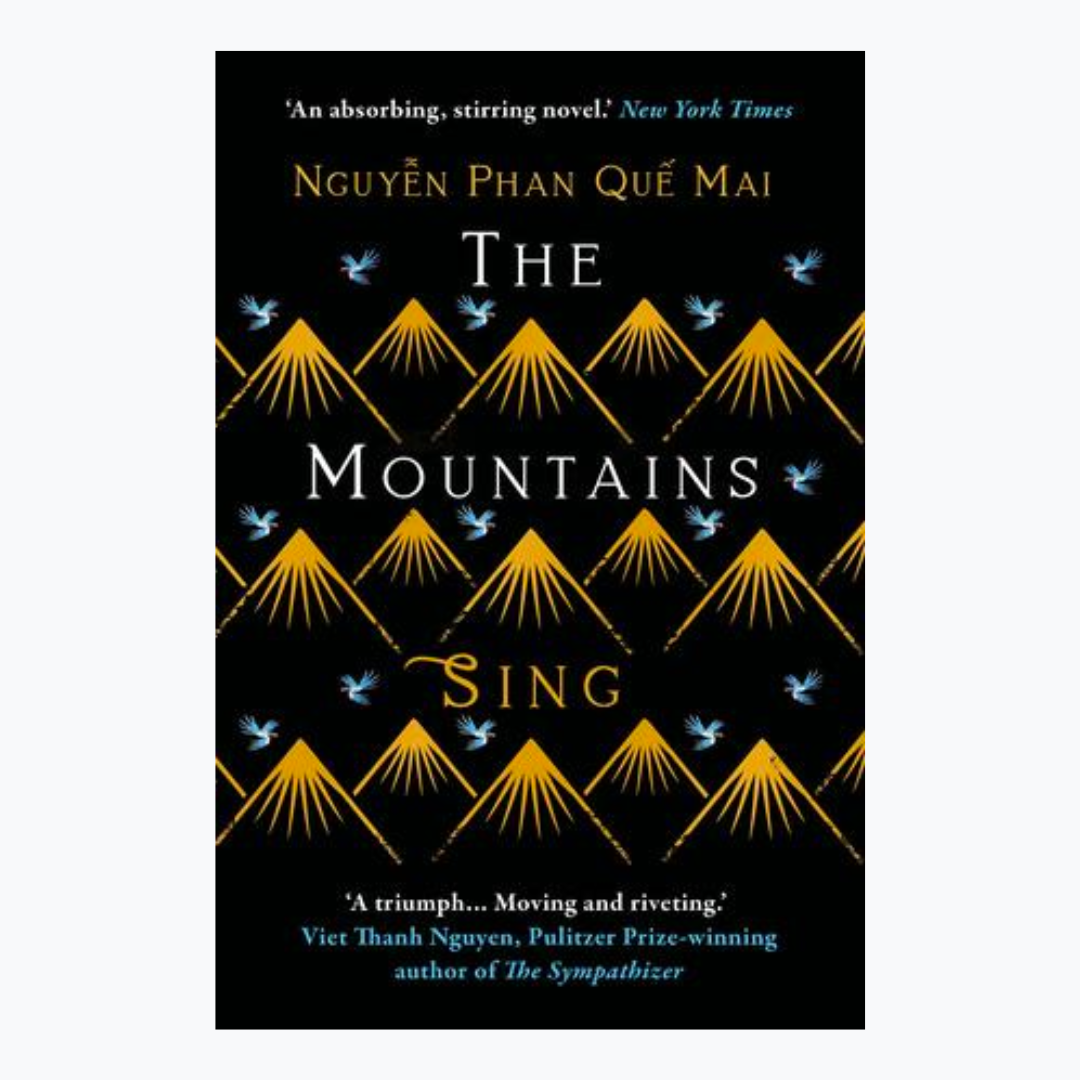 ‘An absorbing, stirring novel.’ New York Times
NGUYỄN PHAN QUẾ MAI
THE
MOUNTAINS
SING
‘A triumph... Moving and riveting.’
Viet Thanh Nguyen, Pulitzer Prize-winning
author of The Sympathizer